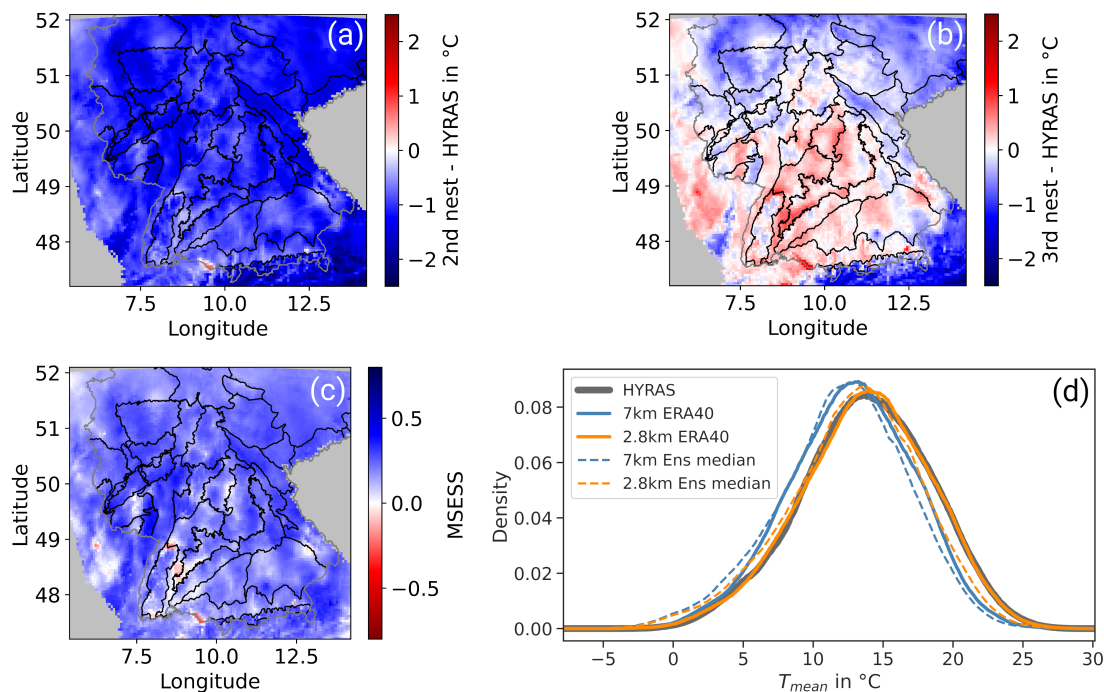 (a)
52
51
50
49
48
7.5 10.0 12.5
Latitude
Longitude
2
1
0
−1
−2
2nd nest - HYRAS in °C
(b)
52
51
50
49
48
7.5 10.0 12.5
Latitude
Longitude
2
1
0
−1
−2
3rd nest - HYRAS in °C
(c)
52
51
50
49
48
7.5 10.0 12.5
Latitude
Longitude
0.5
0.0
−0.5
MSESS
(d)
HYRAS
7km ERA40
2.8km ERA40
7km Ens median
2.8km Ens median
0.08
0.06
0.04
0.02
0.00
Density
−5 0 5 10 15 20 25 30
Tmean in °C